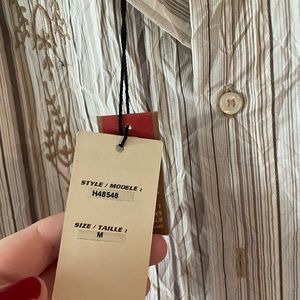 STYLE / MODELE :
H48548
SIZE / TAILLE :
M